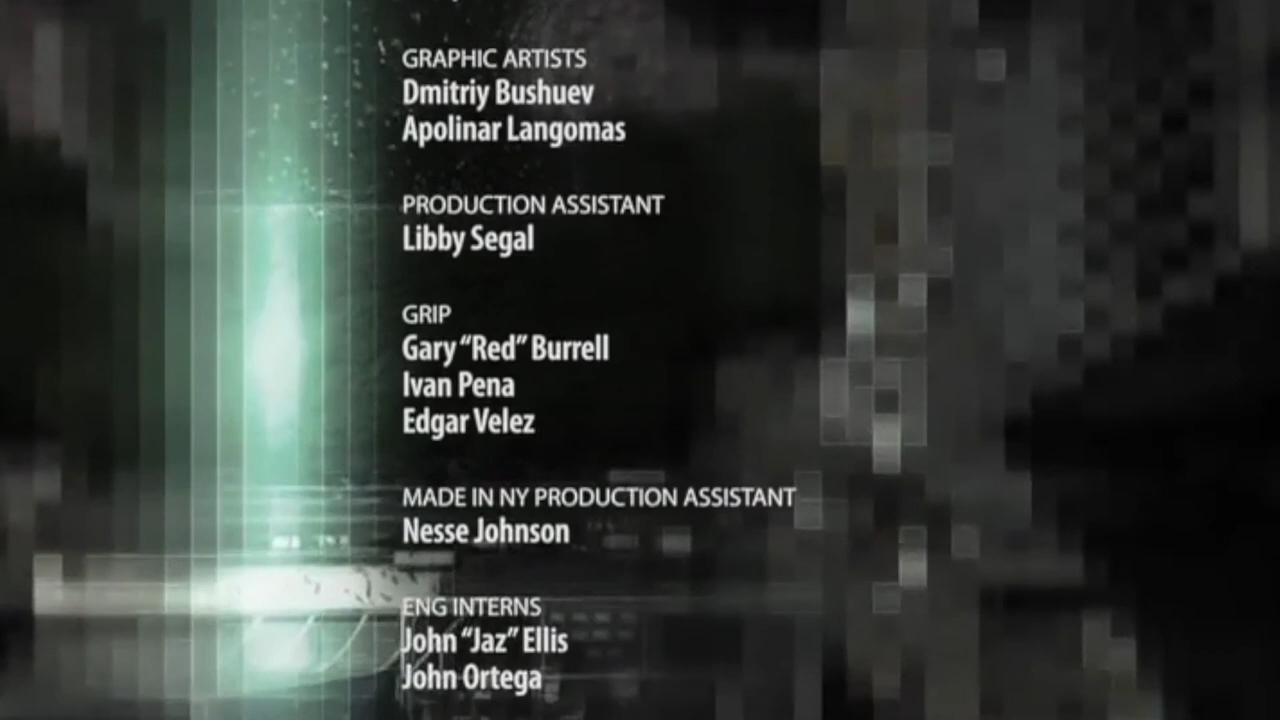 GRAPHIC ARTISTS
Dmitriy Bushuev
Apolinar Langomas
PRODUCTION ASSISTANT
Libby Segal
GRIP
Gary “Red” Burrell
Ivan Pena
Edgar Velez
MADE IN NY PRODUCTION ASSISTANT
Nesse Johnson
ENG INTERNS
John “Jaz” Ellis
John Ortega